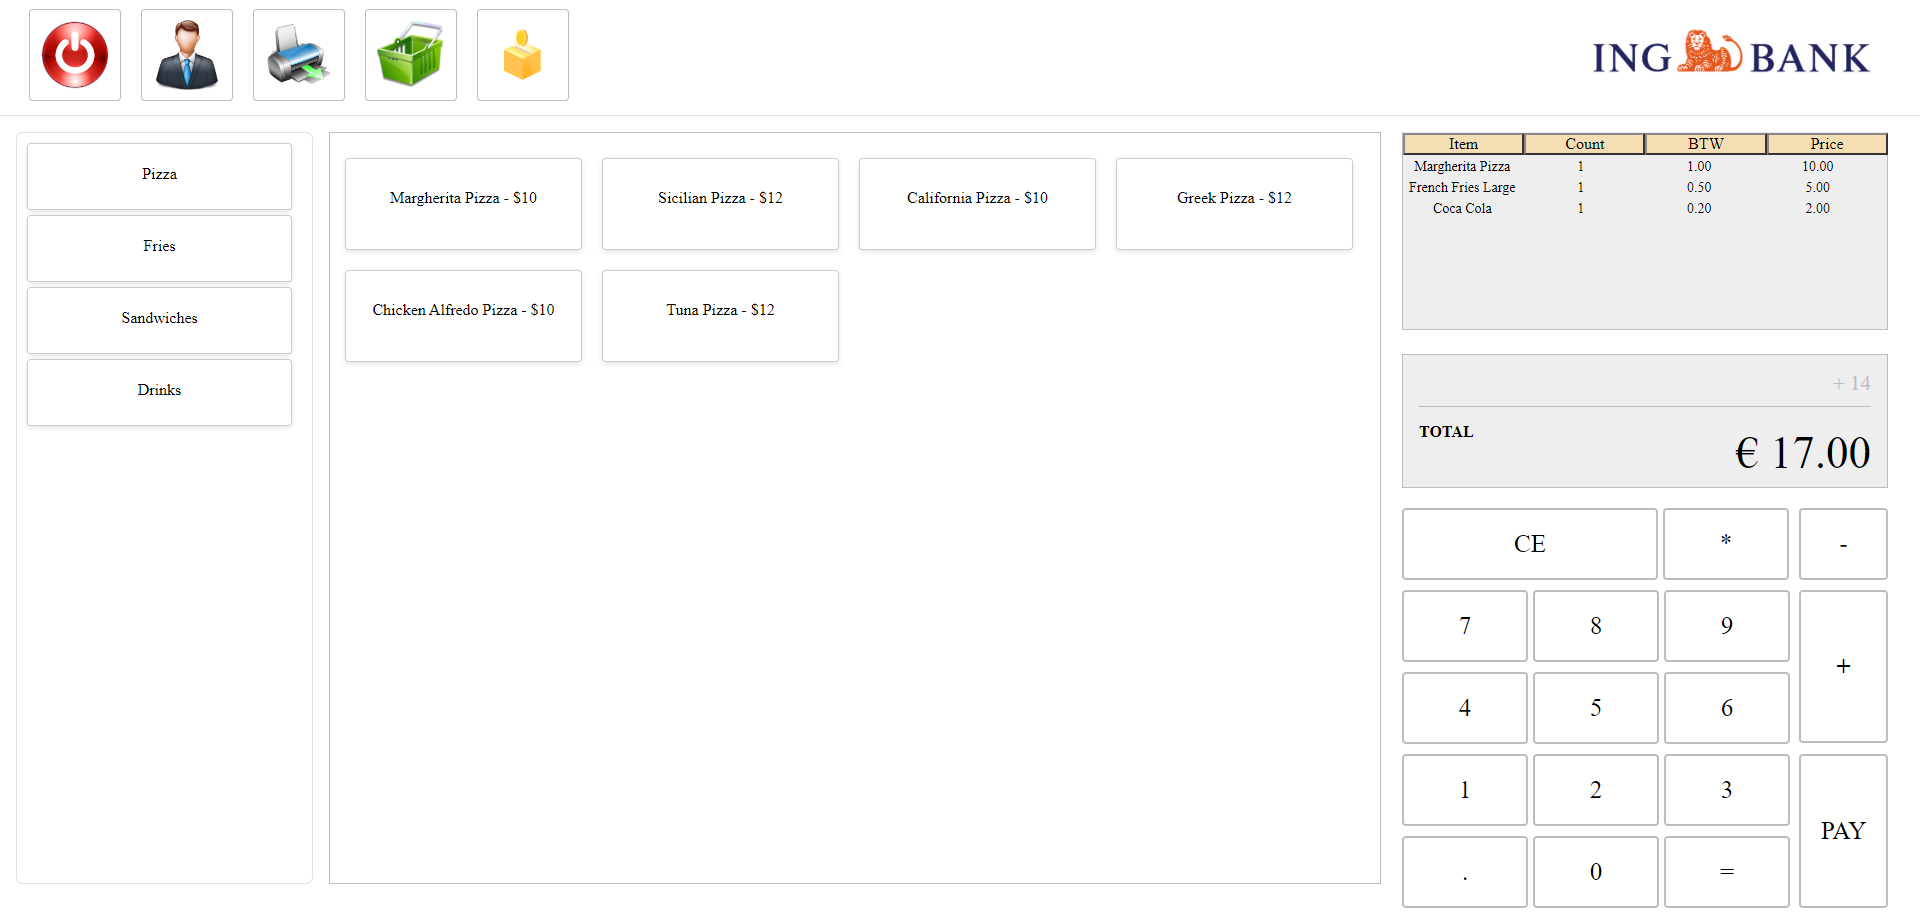 ING BANK
Pizza
Fries
Sandwiches
Drinks
Margherita Pizza - $10
Sicilian Pizza - $12
California Pizza - $10
Greek Pizza - $12
Chicken Alfredo Pizza - $10
Tuna Pizza - $12
Item Count BTW Price
Margherita Pizza 1 1.00 10.00
French Fries Large 1 0.50 5.00
Coca Cola 1 0.20 2.00
+ 14
TOTAL
€ 17.00
CE * -
7 8 9
+
4 5 6
1 2 3
PAY
. 0 =